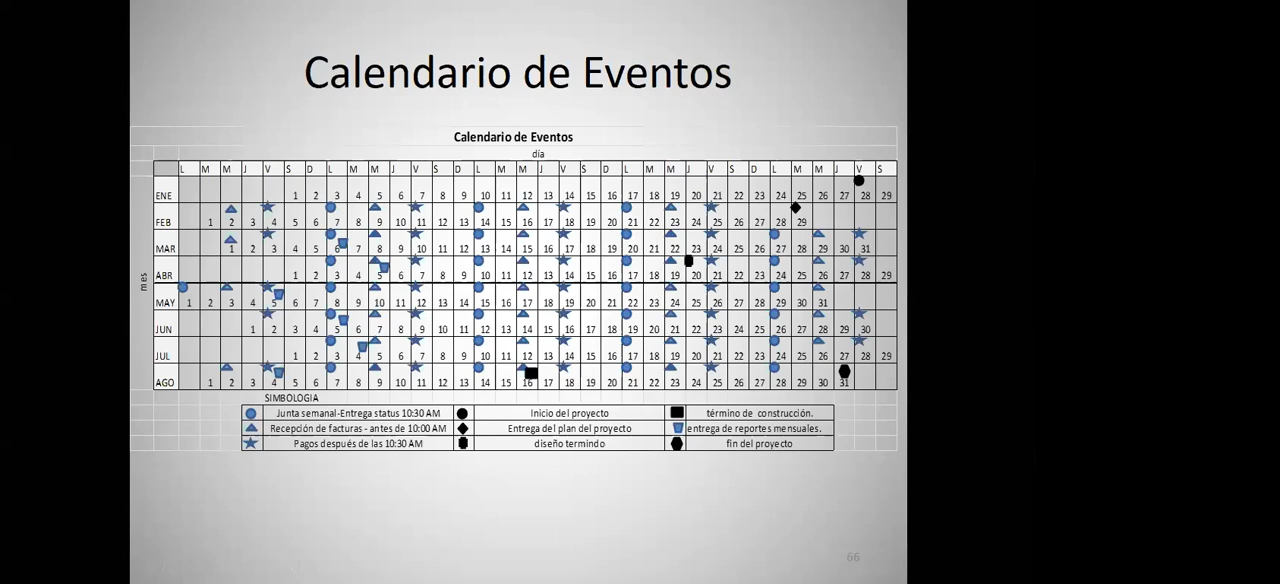 Calendario de Eventos
Calendario de Eventos
día
L M M J V S D L M M J V S D L M M J V S D L M M J V S D L M M J V S
ENE 1 2 3 4 5 6 7 8 9 10 11 12 13 14 15 16 17 18 19 20 21 22 23 24 25 26 27 28 29
FEB 1 2 3 4 5 6 7 8 9 10 11 12 13 14 15 16 17 18 19 20 21 22 23 24 25 26 27 28 29
MAR 1 2 3 4 5 6 7 8 9 10 11 12 13 14 15 16 17 18 19 20 21 22 23 24 25 26 27 28 29 30 31
ABR 1 2 3 4 5 6 7 8 9 10 11 12 13 14 15 16 17 18 19 20 21 22 23 24 25 26 27 28 29
mes
MAY 1 2 3 4 5 6 7 8 9 10 11 12 13 14 15 16 17 18 19 20 21 22 23 24 25 26 27 28 29 30 31
JUN 1 2 3 4 5 6 7 8 9 10 11 12 13 14 15 16 17 18 19 20 21 22 23 24 25 26 27 28 29 30
JUL 1 2 3 4 5 6 7 8 9 10 11 12 13 14 15 16 17 18 19 20 21 22 23 24 25 26 27 28 29
AGO 1 2 3 4 5 6 7 8 9 10 11 12 13 14 15 16 17 18 19 20 21 22 23 24 25 26 27 28 29 30 31
SIMBOLOGIA
Junta semanal-Entrega status 10:30 AM Inicio del proyecto término de construcción.
Recepción de facturas - antes de 10:00 AM Entrega del plan del proyecto entrega de reportes mensuales.
Pagos después de las 10:30 AM diseño termindo fin del proyecto
66